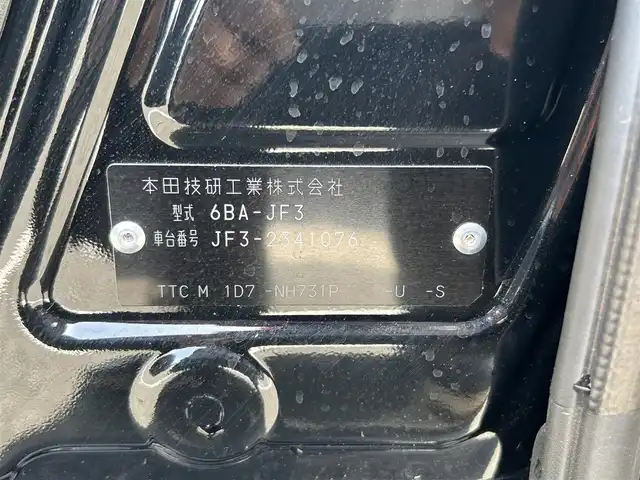 本田技研工業株式会社
型式 6BA-JF3
車台番号 JF3-2341076
TTC M 1D7 -NH731P -U -S